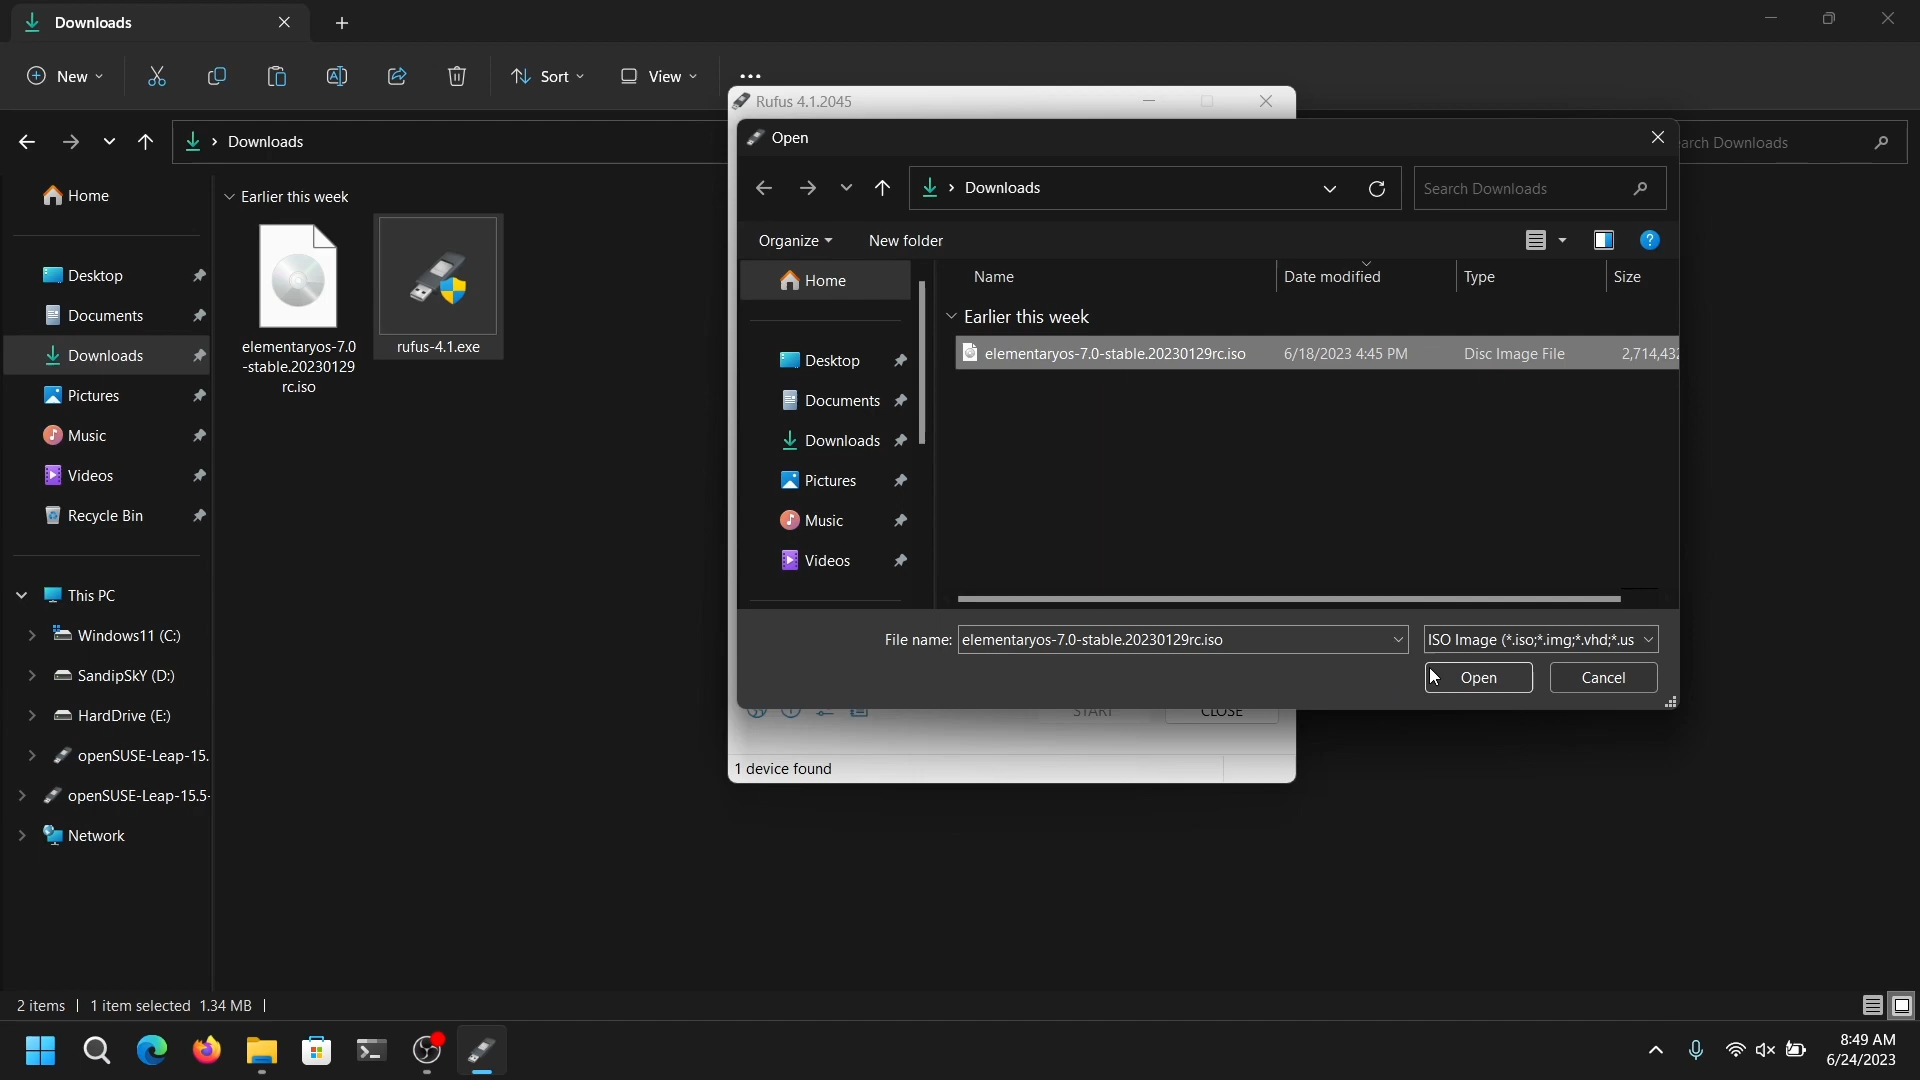 Downloads
New
Sort
View
Downloads
arch Downloads
Home
Desktop
Documents
Downloads
Pictures
Music
Videos
Recycle Bin
This PC
Windows11 (C:)
SandipSkY (D:)
HardDrive (E:)
openSUSE-Leap-15.
openSUSE-Leap-15.5-
Network
Earlier this week
elementaryos-7.0
-stable.20230129
rc.iso
rufus-4.1.exe
Rufus 4.1.2045
Open
Downloads
Search Downloads
Organize
New folder
Home
Desktop
Documents
Downloads
Pictures
Music
Videos
Name Date modified Type Size
Earlier this week
elementaryos-7.0-stable.20230129rc.iso 6/18/2023 4:45 PM Disc Image File 2,714,432
File name: elementaryos-7.0-stable.20230129rc.iso ISO Image (*.iso;*.img;*.vhd;*.us
Open Cancel
START CLOSE
1 device found
2 items 1 item selected 1.34 MB
8:49 AM
6/24/2023